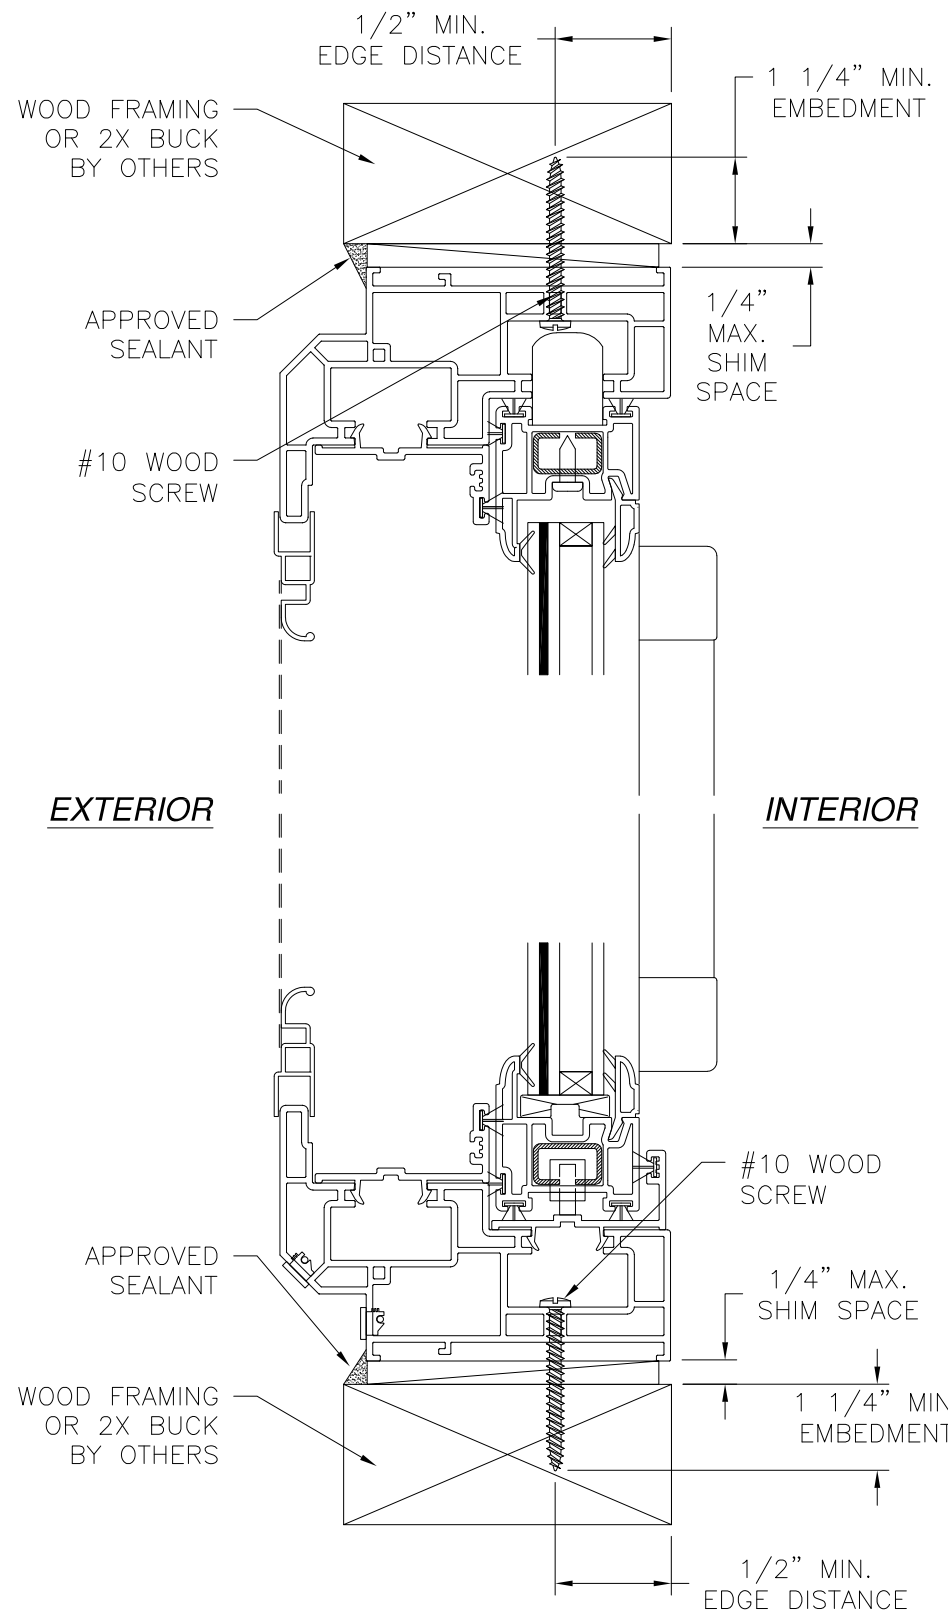 1/2” MIN.
EDGE DISTANCE
1 1/4” MIN.
EMBEDMENT
WOOD FRAMING
OR 2X BUCK
BY OTHERS
APPROVED
SEALANT
1/4”
MAX.
SHIM
SPACE
#10 WOOD
SCREW
EXTERIOR
INTERIOR
#10 WOOD
SCREW
APPROVED
SEALANT
1/4” MAX.
SHIM SPACE
WOOD FRAMING
OR 2X BUCK
BY OTHERS
1 1/4” MIN
EMBEDMENT
1/2” MIN.
EDGE DISTANCE